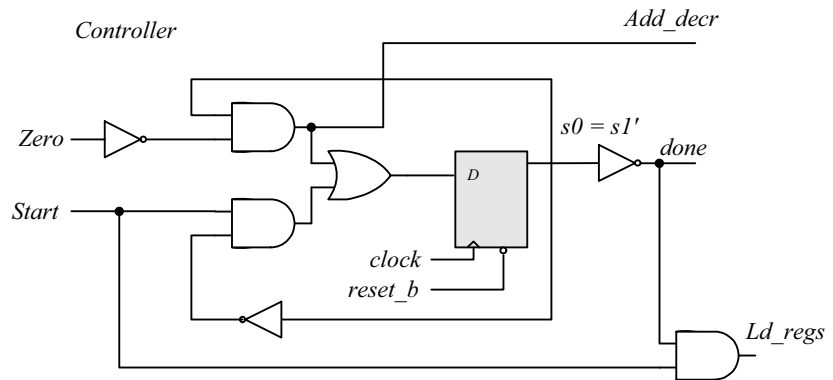 Controller
Add_decr
Zero
s0 = s1'
done
D
Start
clock
reset_b
Ld_regs